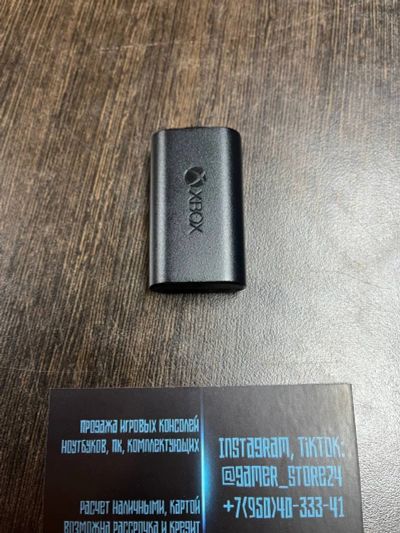 XBOX
ПРОДАЖА ИГРОВЫХ КОНСОЛЕЙ
НОУТБУКОВ, ПК, КОМПЛЕКТУЮЩИХ
РАСЧЕТ НАЛИЧНЫМИ, КАРТОЙ
ВОЗМОЖНА РАССРОЧКА И КРЕДИТ
INSTAGRAM, TIKTOK:
@GAMER_STORE24
+7(950)40-333-41